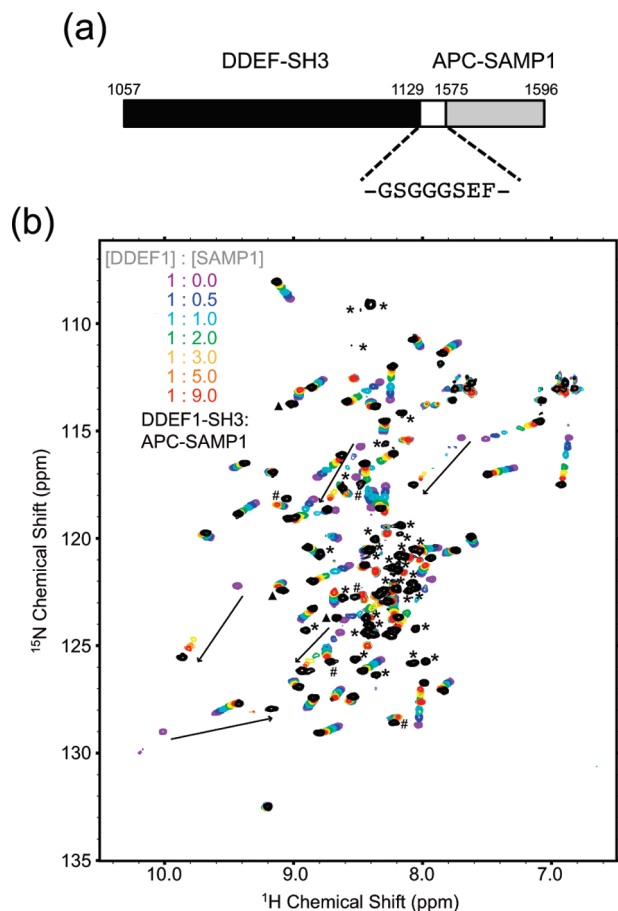 (a)
DDEF-SH3 APC-SAMP1
1057 1129 1575 1596
–GSGGGSEF–
(b)
[DDEF1] : [SAMP1]
1 : 0.0
1 : 0.5
1 : 1.0
1 : 2.0
1 : 3.0
1 : 5.0
1 : 9.0
DDEF1-SH3:
APC-SAMP1
110
115
120
125
130
135
¹⁵N Chemical Shift (ppm)
10.0 9.0 8.0 7.0
¹H Chemical Shift (ppm)